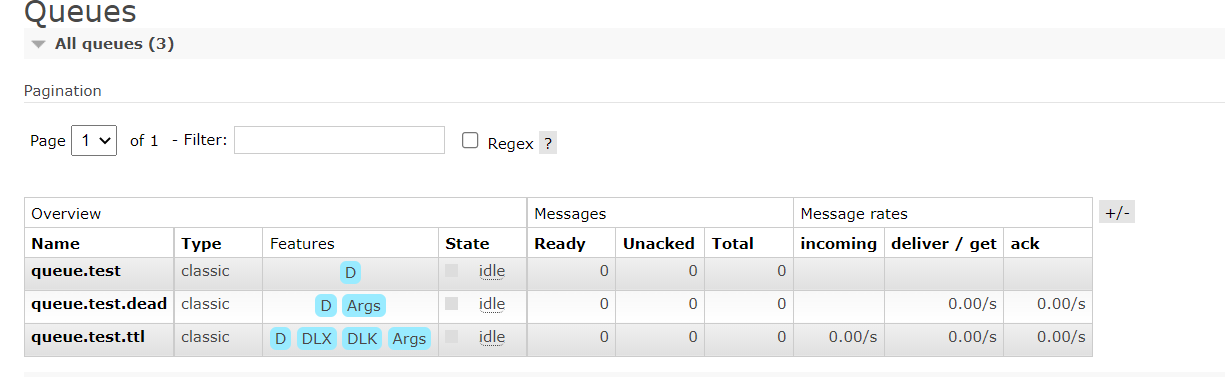 Queues
All queues (3)
Pagination
Page 1 of 1 - Filter: Regex ?
Overview Messages Message rates +/-
Name Type Features State Ready Unacked Total incoming deliver / get ack
queue.test classic D idle 0 0 0
queue.test.dead classic D Args idle 0 0 0 0.00/s 0.00/s
queue.test.ttl classic D DLX DLK Args idle 0 0 0 0.00/s 0.00/s 0.00/s